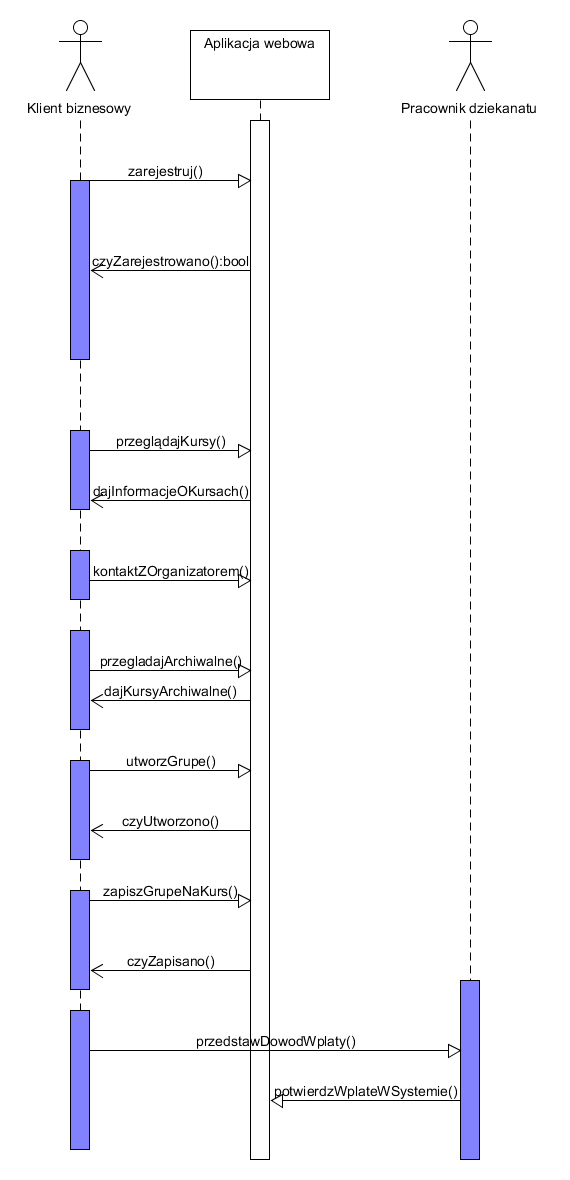 Aplikacja webowa
Klient biznesowy
Pracownik dziekanatu
zarejestruj()
czyZarejestrowano():bool
przeglądajKursy()
dajInformacjeOKursach()
kontaktZOrganizatorem()
przegladajArchiwalne()
dajKursyArchiwalne()
utworzGrupe()
czyUtworzono()
zapiszGrupeNaKurs()
czyZapisano()
przedstawDowodWplaty()
potwierdzWplateWSystemie()